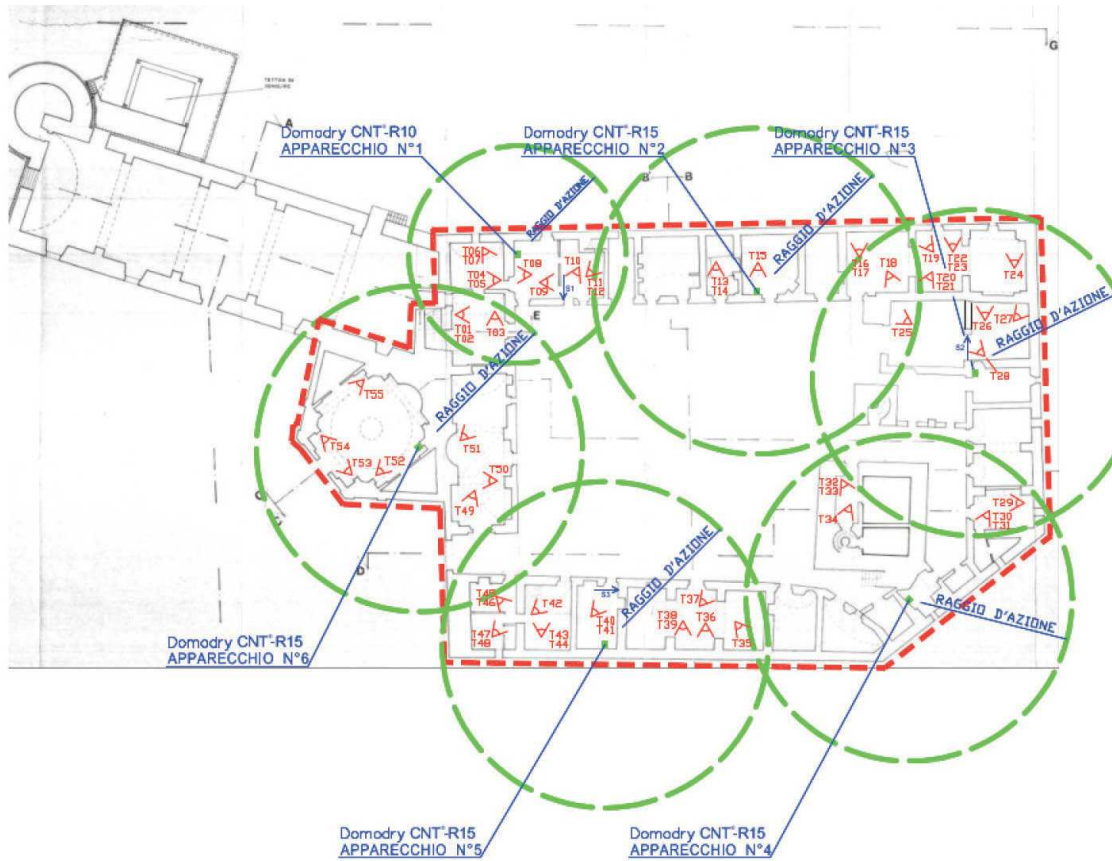 G
TETTOIA IN
A
Domodry CNT°-R10
APPARECCHIO N°1
Domodry CNT°-R15
APPARECCHIO N°2
Domodry CNT°-R15
APPARECCHIO N°3
B'
B
RAGGIO D'AZIONE
RAGGIO D'AZIONE
RAGGIO D'AZIONE
T06
T07
T04
T05
T08
T09
T10
S1
T11
T12
T13
T14
T15
T16
T17
T18
T19
T20
T21
T22
T23
T24
T01
T02
T03
E
T25
T26
T27
S2
T28
RAGGIO D'AZIONE
T55
T54
T53
T52
T51
T50
T49
T32
T33
T34
T29
T30
T31
D
RAGGIO D'AZIONE
RAGGIO D'AZIONE
T45
T46
T47
T48
T42
T43
T44
S3
T40
T41
T38
T39
T37
T36
T35
Domodry CNT°-R15
APPARECCHIO N°6
Domodry CNT°-R15
APPARECCHIO N°5
Domodry CNT°-R15
APPARECCHIO N°4